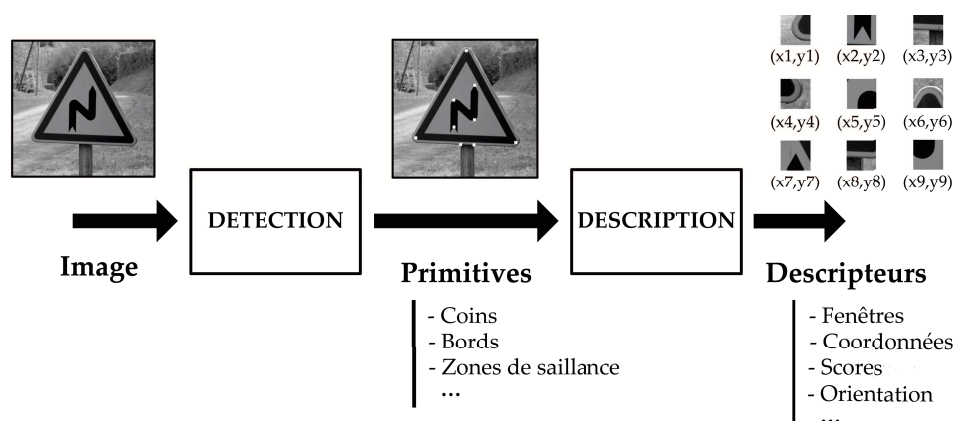 (x1,y1) (x2,y2) (x3,y3)
(x4,y4) (x5,y5) (x6,y6)
(x7,y7) (x8,y8) (x9,y9)
DETECTION
DESCRIPTION
Image
Primitives
Descripteurs
- Coins
- Bords
- Zones de saillance
...
- Fenêtres
- Coordonnées
- Scores
- Orientation
...